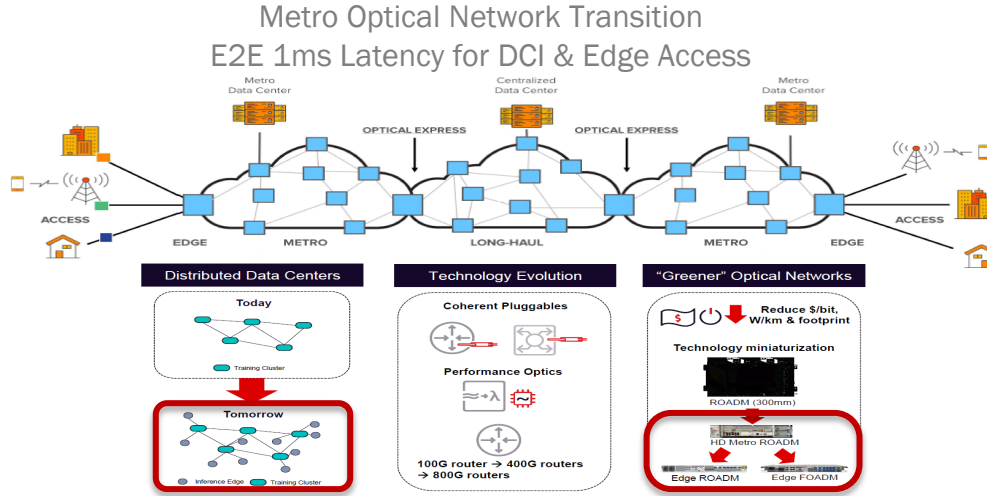 Metro Optical Network Transition
E2E 1ms Latency for DCI & Edge Access
Metro
Data Center
Centralized
Data Center
Metro
Data Center
OPTICAL EXPRESS
OPTICAL EXPRESS
ACCESS
ACCESS
EDGE
METRO
LONG-HAUL
METRO
EDGE
Distributed Data Centers
Today
Training Cluster
Tomorrow
Inference Edge
Training Cluster
Technology Evolution
Coherent Pluggables
Performance Optics
≈→λ
~
100G router → 400G routers
→ 800G routers
“Greener” Optical Networks
$
Reduce $/bit,
W/km & footprint
Technology miniaturization
ROADM (300mm)
HD Metro ROADM
Edge ROADM
Edge FOADM